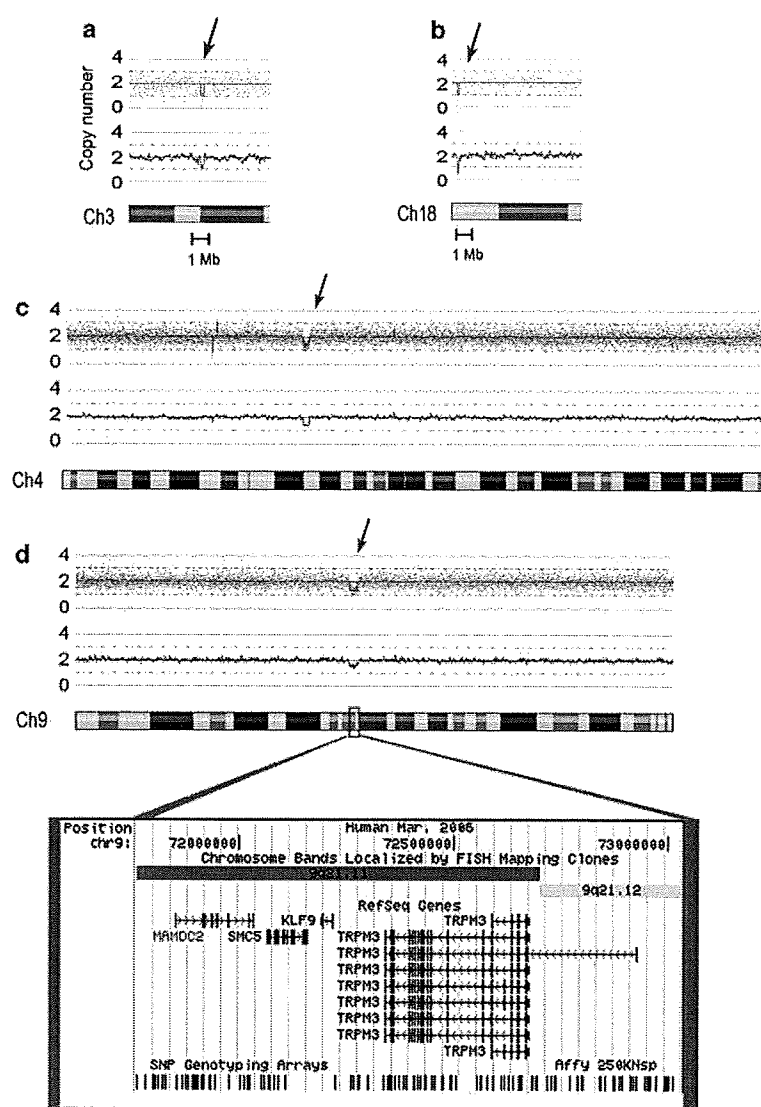 a
b
4
2
0
4
2
0
Copy number
4
2
0
4
2
0
Ch3
1 Mb
Ch18
1 Mb
c
4
2
0
4
2
0
Ch4
d
4
2
0
4
2
0
Ch9
Position Human Mar. 2006
chr9: 72000000| 72500000| 73000000|
Chromosome Bands Localized by FISH Mapping Clones
9q21.11
9q21.12
RefSeq Genes
MAMDC2 SMC5 KLF9 TRPM3
TRPM3
TRPM3
TRPM3
TRPM3
TRPM3
TRPM3
TRPM3
TRPM3
SNP Genotyping Arrays Affy 250KNsp